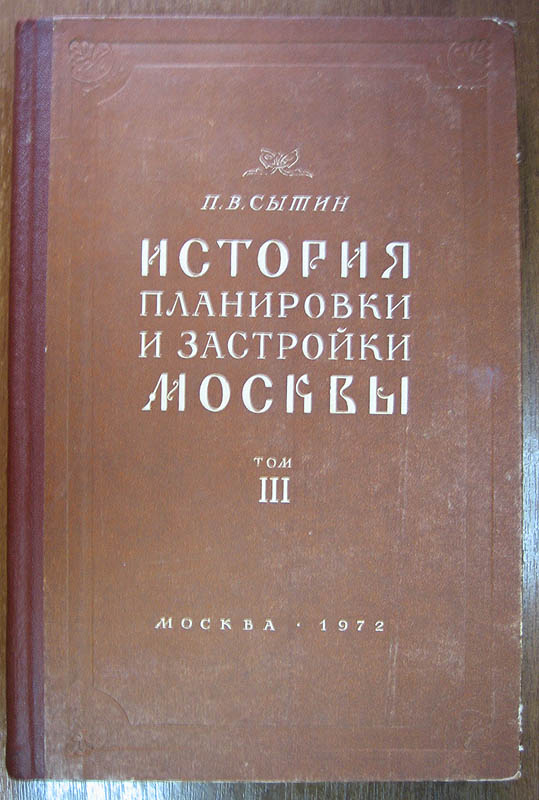 П. В. СЫТИН
ИСТОРИЯ
ПЛАНИРОВКИ
И ЗАСТРОЙКИ
МОСКВЫ
ТОМ
III
МОСКВА · 1972